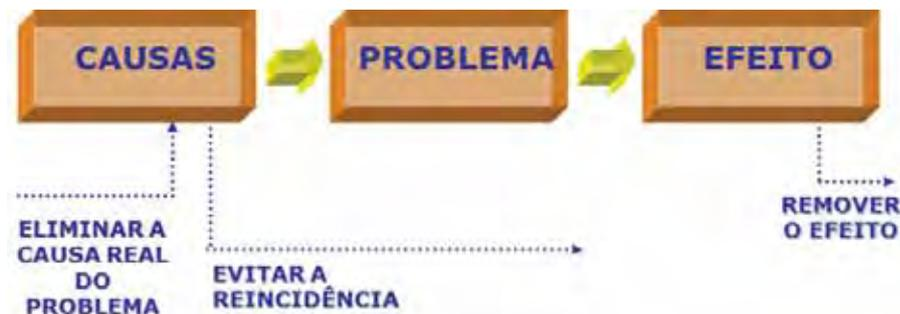 CAUSAS
PROBLEMA
EFEITO
ELIMINAR A
CAUSA REAL
DO
PROBLEMA
EVITAR A
REINCIDÊNCIA
REMOVER
O EFEITO